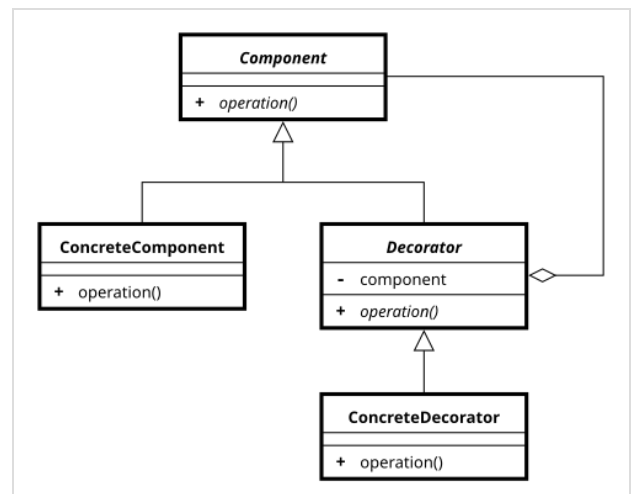 Component
+ operation()
ConcreteComponent
+ operation()
Decorator
- component
+ operation()
ConcreteDecorator
+ operation()